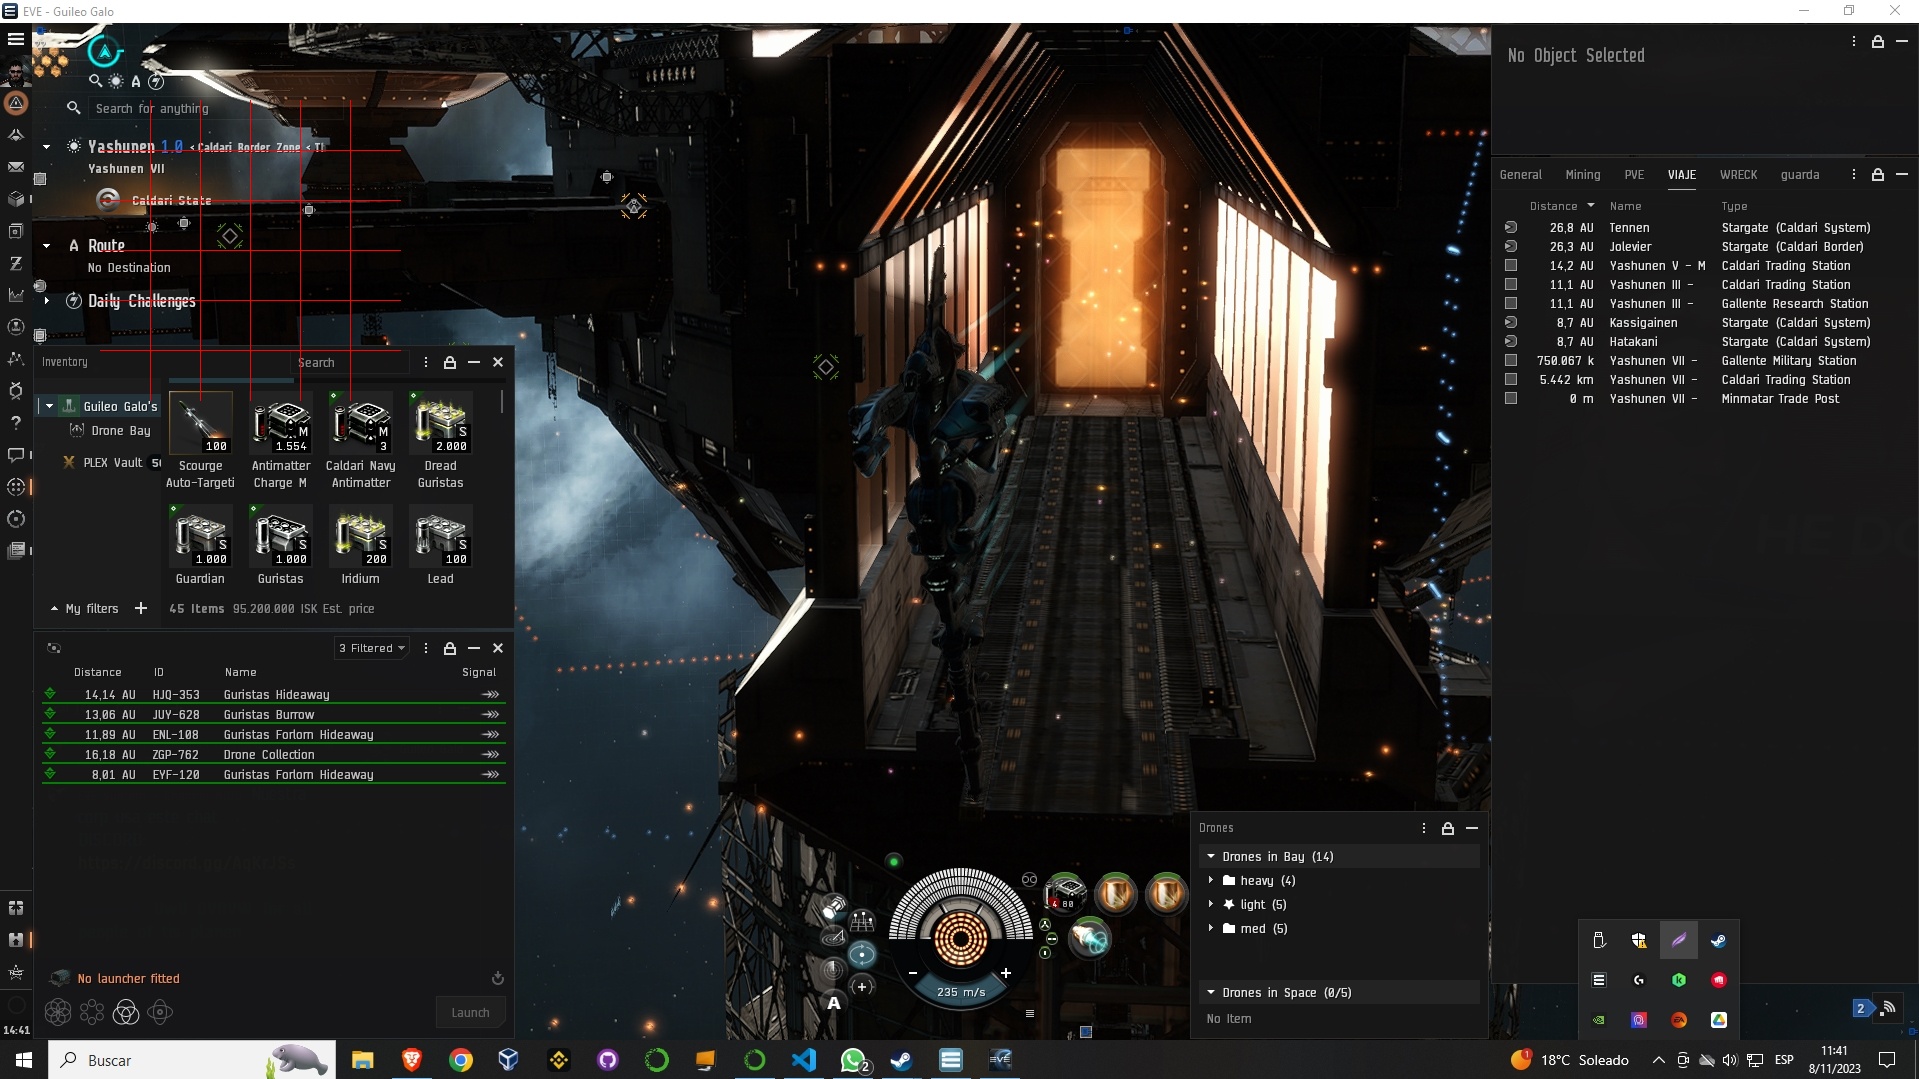 EVE - Guileo Galo
Search for anything
Yashunen 1.0 < Caldari Border Zone < Th
Yashunen VII
Caldari State
Route
No Destination
Daily Challenges
Inventory
Search
Guileo Galo's
Drone Bay
PLEX Vault
100
M
1.554
M
3
S
2.000
Scourge
Auto-Targeti
Antimatter
Charge M
Caldari Navy
Antimatter
Dread
Guristas
S
1.000
S
1.000
S
200
S
100
Guardian
Guristas
Iridium
Lead
My filters +
45 Items 95.200.000 ISK Est. price
3 Filtered
Distance ID Name Signal
14,14 AU HJQ-353 Guristas Hideaway
13,06 AU JUY-628 Guristas Burrow
11,89 AU ENL-108 Guristas Forlorn Hideaway
16,18 AU ZGP-762 Drone Collection
8,01 AU EYF-120 Guristas Forlorn Hideaway
No launcher fitted
Launch
14:41
No Object Selected
General Mining PVE VIAJE WRECK guarda
Distance Name Type
26,8 AU Tennen Stargate (Caldari System)
26,3 AU Jolevier Stargate (Caldari Border)
14,2 AU Yashunen V - M Caldari Trading Station
11,1 AU Yashunen III - Caldari Trading Station
11,1 AU Yashunen III - Gallente Research Station
8,7 AU Kassigainen Stargate (Caldari System)
8,7 AU Hatakani Stargate (Caldari System)
750.067 k Yashunen VII - Gallente Military Station
5.442 km Yashunen VII - Caldari Trading Station
0 m Yashunen VII - Minmatar Trade Post
Drones
Drones in Bay (14)
heavy (4)
light (5)
med (5)
Drones in Space (0/5)
No Item
4 80
- +
235 m/s
A
2
Buscar
2
EVE
18°C Soleado
ESP
11:41
8/11/2023